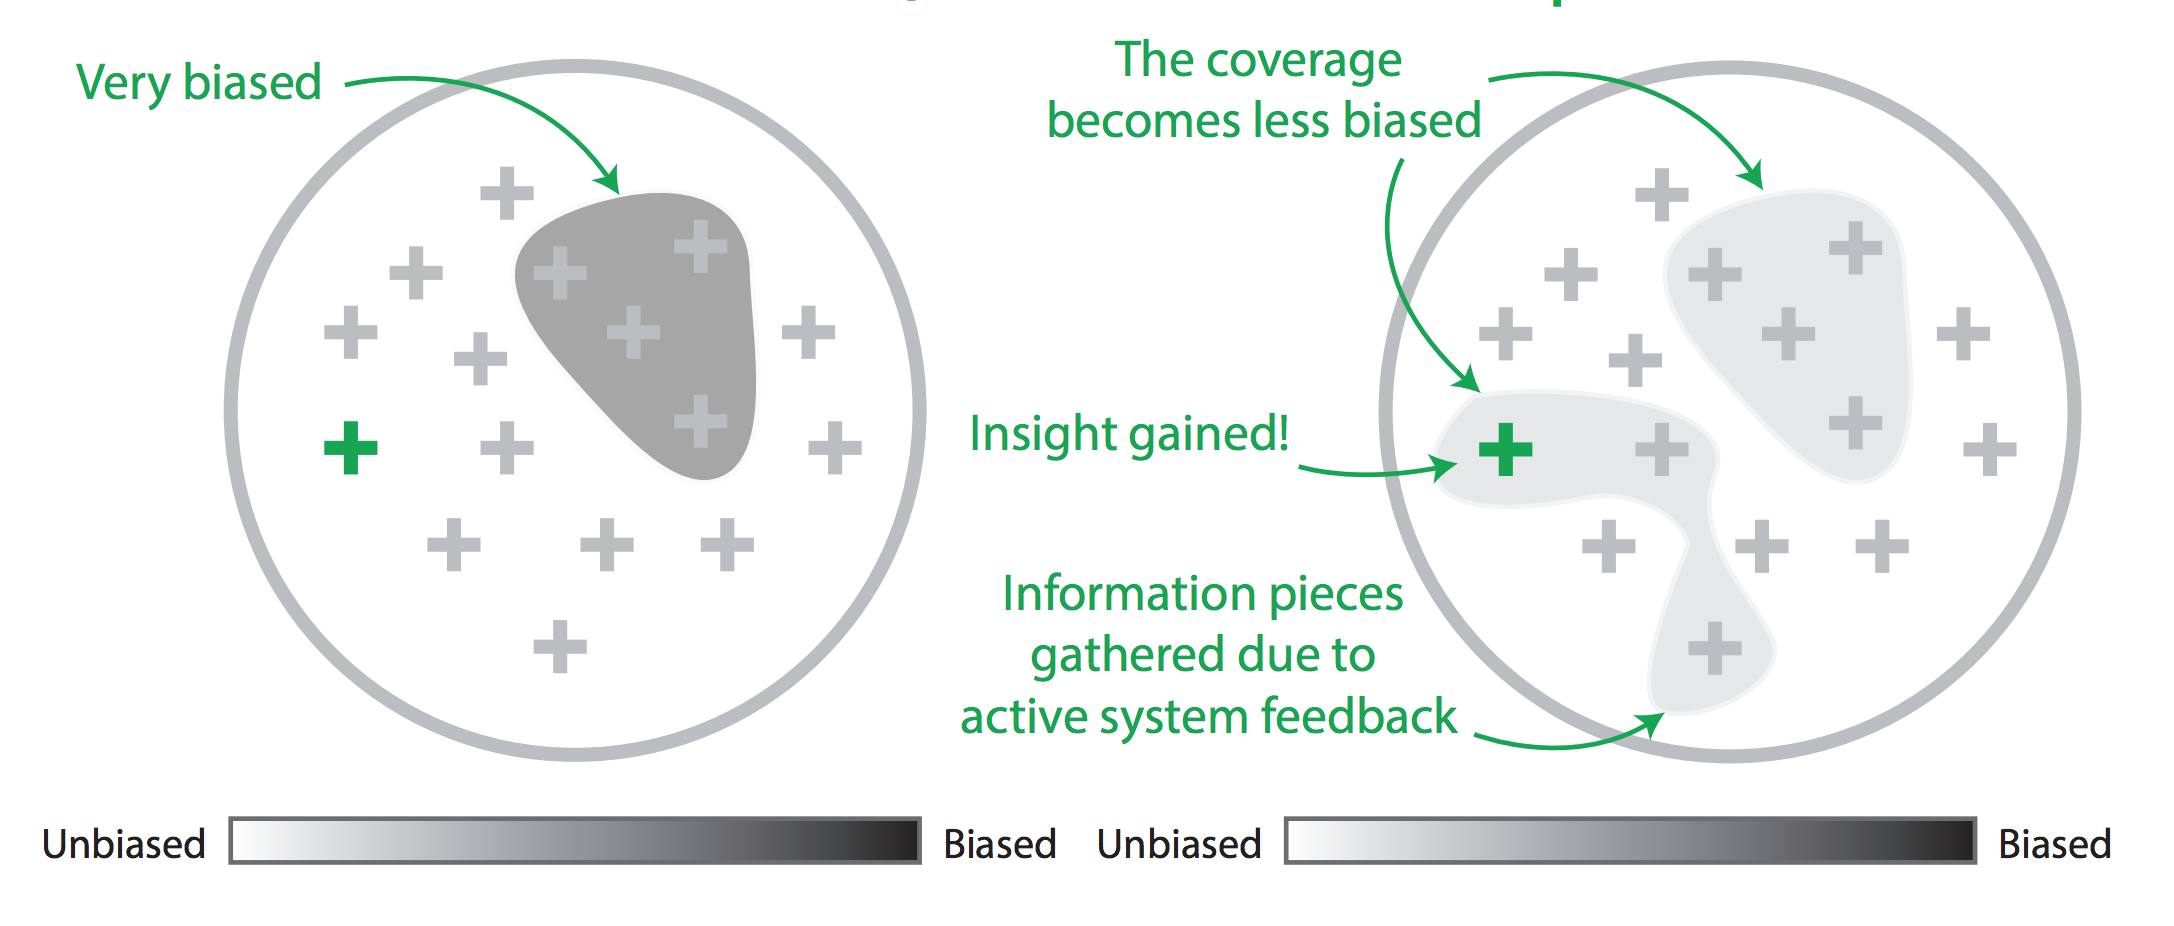 Very biased
The coverage
becomes less biased
Insight gained!
Information pieces
gathered due to
active system feedback
Unbiased
Biased
Unbiased
Biased